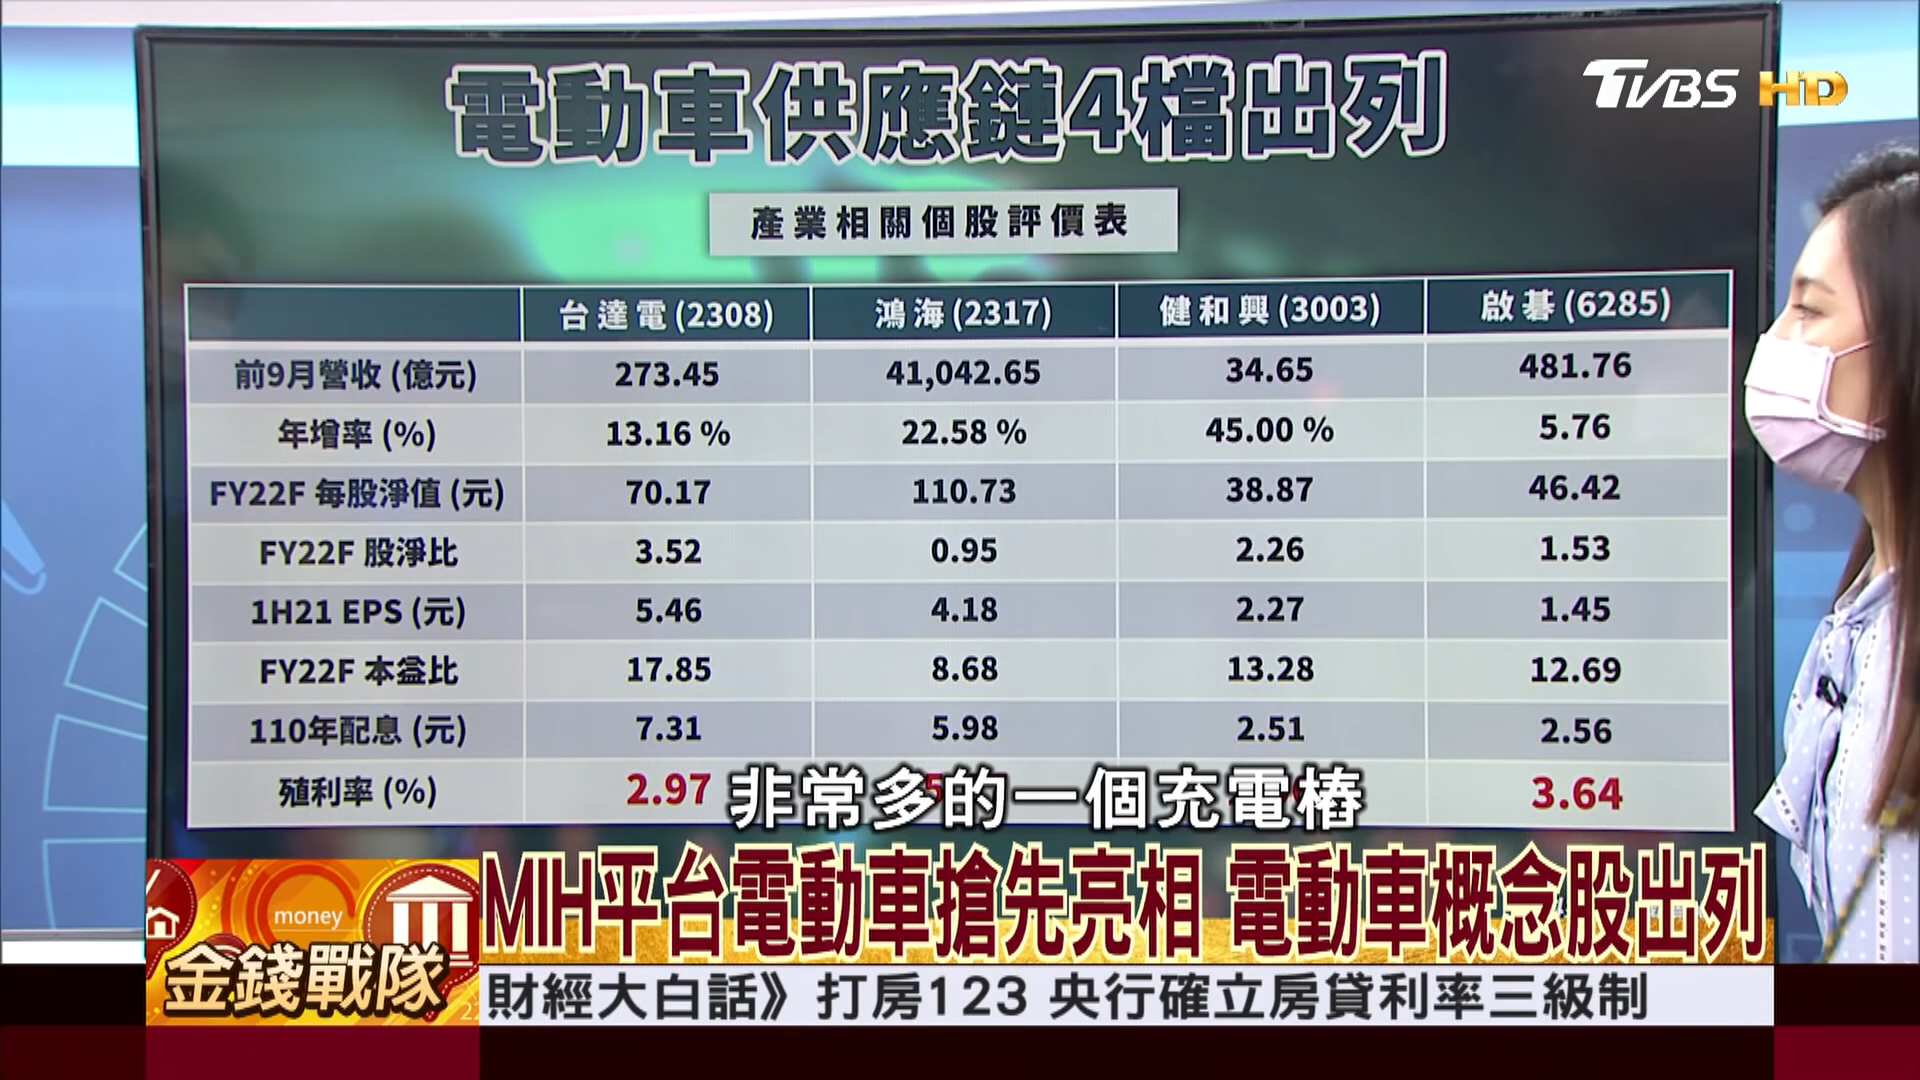 電動車供應鏈4檔出列
TVBS HD
產業相關個股評價表
台達電(2308) 鴻海(2317) 健和興(3003) 啟碁(6285)
前9月營收(億元) 273.45 41,042.65 34.65 481.76
年增率(%) 13.16 % 22.58 % 45.00 % 5.76
FY22F 每股淨值(元) 70.17 110.73 38.87 46.42
FY22F 股淨比 3.52 0.95 2.26 1.53
1H21 EPS (元) 5.46 4.18 2.27 1.45
FY22F 本益比 17.85 8.68 13.28 12.69
110年配息(元) 7.31 5.98 2.51 2.56
殖利率(%) 2.97 3.64
非常多的一個充電樁
MIH平台電動車搶先亮相 電動車概念股出列
money
金錢戰隊
財經大白話》打房123 央行確立房貸利率三級制